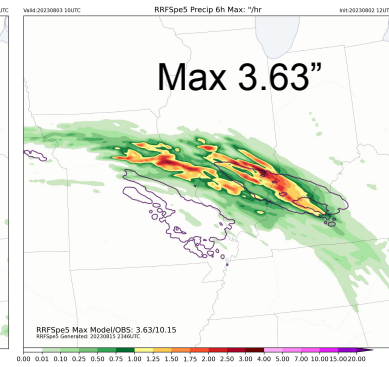 UTC Valid:20230803 10UTC RRFSpe5 Precip 6h Max: "/hr Init:20230802 12UTC
Max 3.63”
RRFSpe5 Max Model/OBS: 3.63/10.15
RRFSpe5 Generated: 20230815 2346UTC
0.00 0.01 0.10 0.25 0.50 0.75 1.00 1.25 1.50 1.75 2.00 2.50 3.00 4.00 5.00 7.00 10.00 15.00 20.00